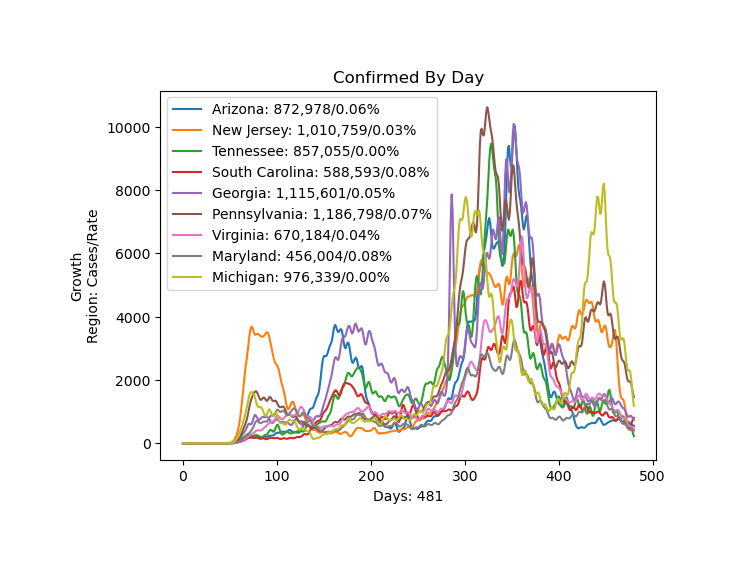 Confirmed By Day
Growth
Region: Cases/Rate
10000
8000
6000
4000
2000
0
Arizona: 872,978/0.06%
New Jersey: 1,010,759/0.03%
Tennessee: 857,055/0.00%
South Carolina: 588,593/0.08%
Georgia: 1,115,601/0.05%
Pennsylvania: 1,186,798/0.07%
Virginia: 670,184/0.04%
Maryland: 456,004/0.08%
Michigan: 976,339/0.00%
0 100 200 300 400 500
Days: 481